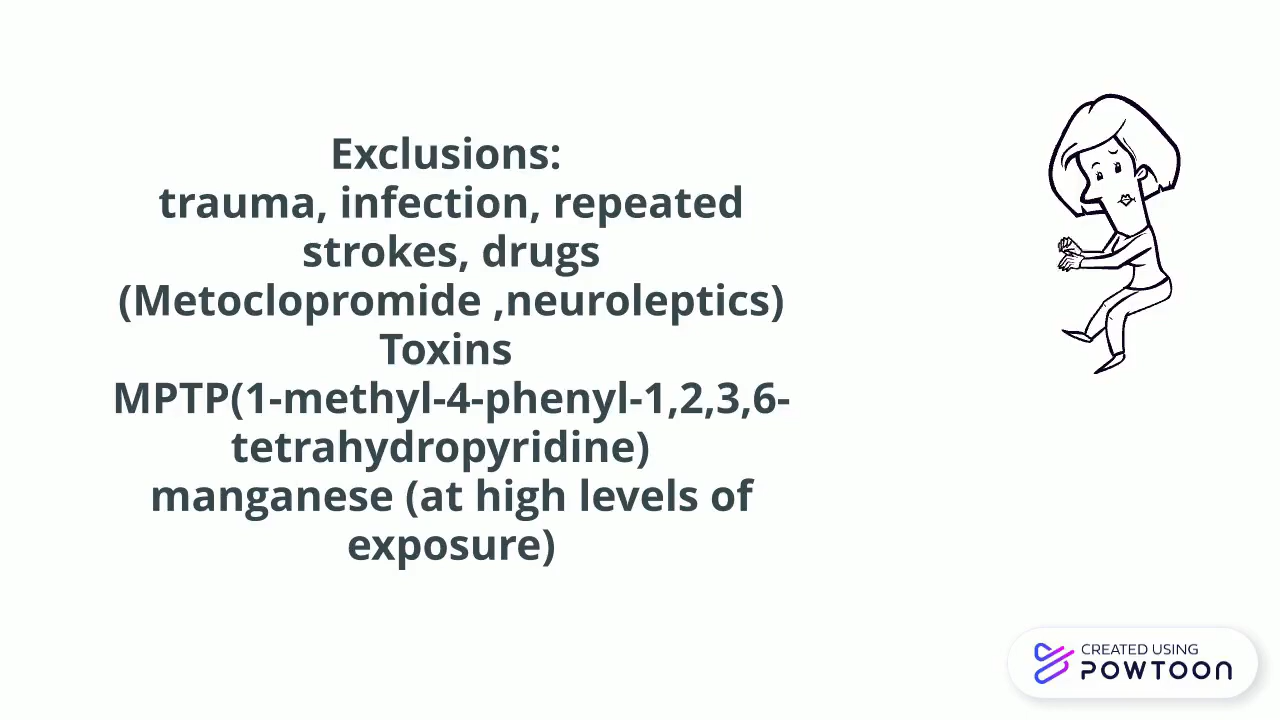 Exclusions:
trauma, infection, repeated
strokes, drugs
(Metoclopromide ,neuroleptics)
Toxins
MPTP(1-methyl-4-phenyl-1,2,3,6-
tetrahydropyridine)
manganese (at high levels of
exposure)
CREATED USING
POWTOON